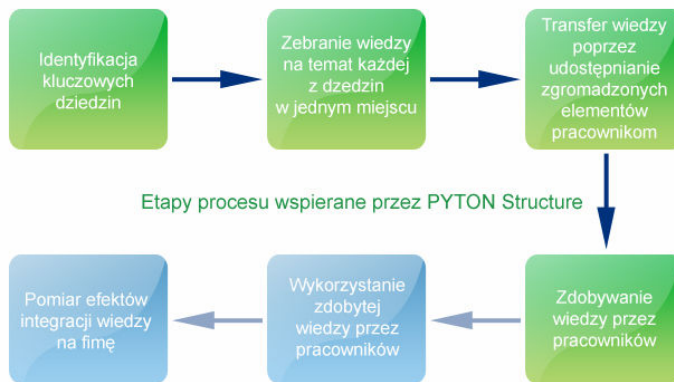 Identyfikacja
kluczowych
dziedzin
Zebranie wiedzy
na temat każdej
z dzedzin
w jednym miejscu
Transfer wiedzy
poprzez
udostępnianie
zgromadzonych
elementów
pracownikom
Etapy procesu wspierane przez PYTON Structure
Zdobywanie
wiedzy przez
pracowników
Wykorzystanie
zdobytej
wiedzy przez
pracowników
Pomiar efektów
integracji wiedzy
na fimę